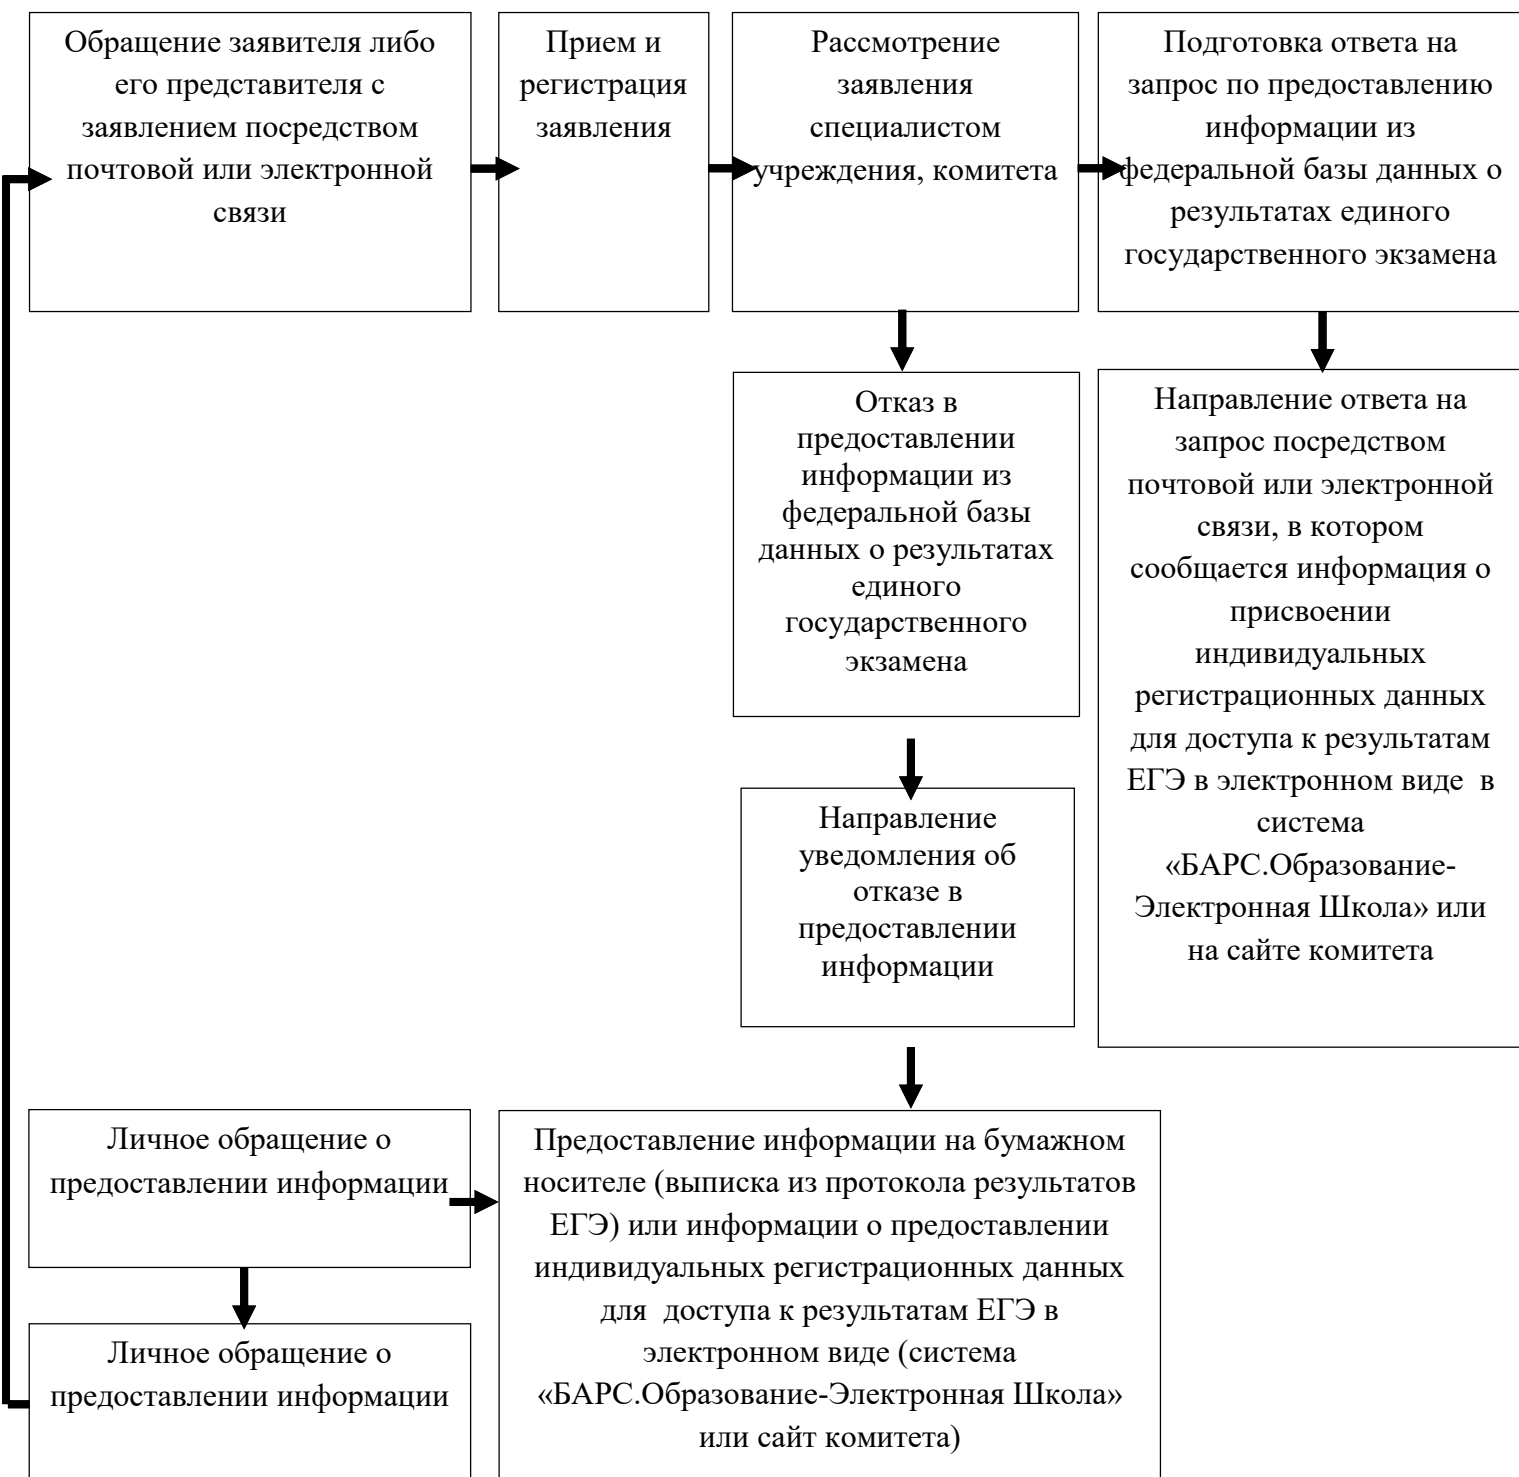 Обращение заявителя либо
его представителя с
заявлением посредством
почтовой или электронной
связи
Прием и
регистрация
заявления
Рассмотрение
заявления
специалистом
учреждения, комитета
Подготовка ответа на
запрос по предоставлению
информации из
федеральной базы данных о
результатах единого
государственного экзамена
Отказ в
предоставлении
информации из
федеральной базы
данных о результатах
единого
государственного
экзамена
Направление ответа на
запрос посредством
почтовой или электронной
связи, в котором
сообщается информация о
присвоении
индивидуальных
регистрационных данных
для доступа к результатам
ЕГЭ в электронном виде  в
система
«БАРС.Образование-
Электронная Школа» или
на сайте комитета
Направление
уведомления об
отказе в
предоставлении
информации
Личное обращение о
предоставлении информации
Предоставление информации на бумажном
носителе (выписка из протокола результатов
ЕГЭ) или информации о предоставлении
индивидуальных регистрационных данных
для  доступа к результатам ЕГЭ в
электронном виде (система
«БАРС.Образование-Электронная Школа»
или сайт комитета)
Личное обращение о
предоставлении информации